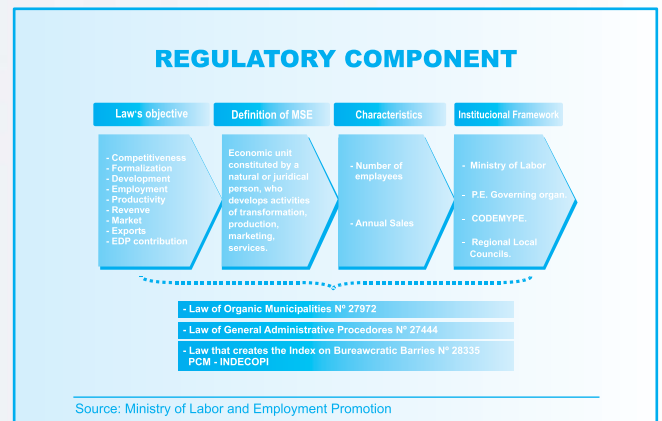 REGULATORY COMPONENT
Law's objective
Definition of MSE
Characteristics
Institucional Framework
- Competitiveness
- Formalization
- Development
- Employment
- Productivity
- Revenve
- Market
- Exports
- EDP contribution
Economic unit
constituted by a
natural or juridical
person, who
develops activities
of transformation,
production,
marketing,
services.
- Number of
emplayees
- Annual Sales
- Ministry of Labor
- P.E. Governing organ.
- CODEMYPE.
- Regional Local
Councils.
- Law of Organic Municipalities Nº 27972
- Law of General Administrative Procedores Nº 27444
- Law that creates the Index on Bureawcratic Barries Nº 28335
PCM - INDECOPI
Source: Ministry of Labor and Employment Promotion